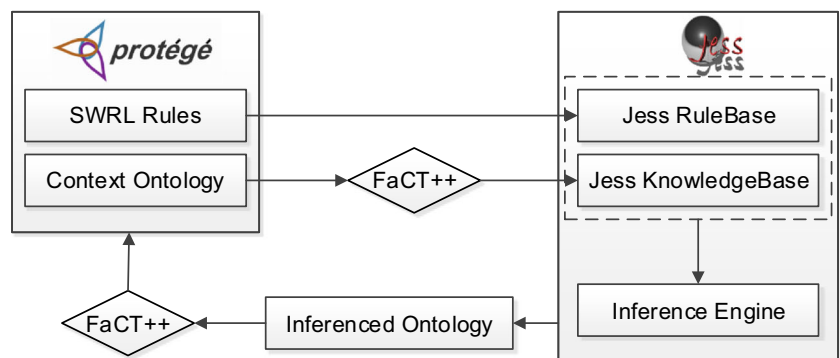 protégé
Jess
SWRL Rules
Jess RuleBase
Context Ontology
FaCT++
Jess KnowledgeBase
FaCT++
Inferenced Ontology
Inference Engine